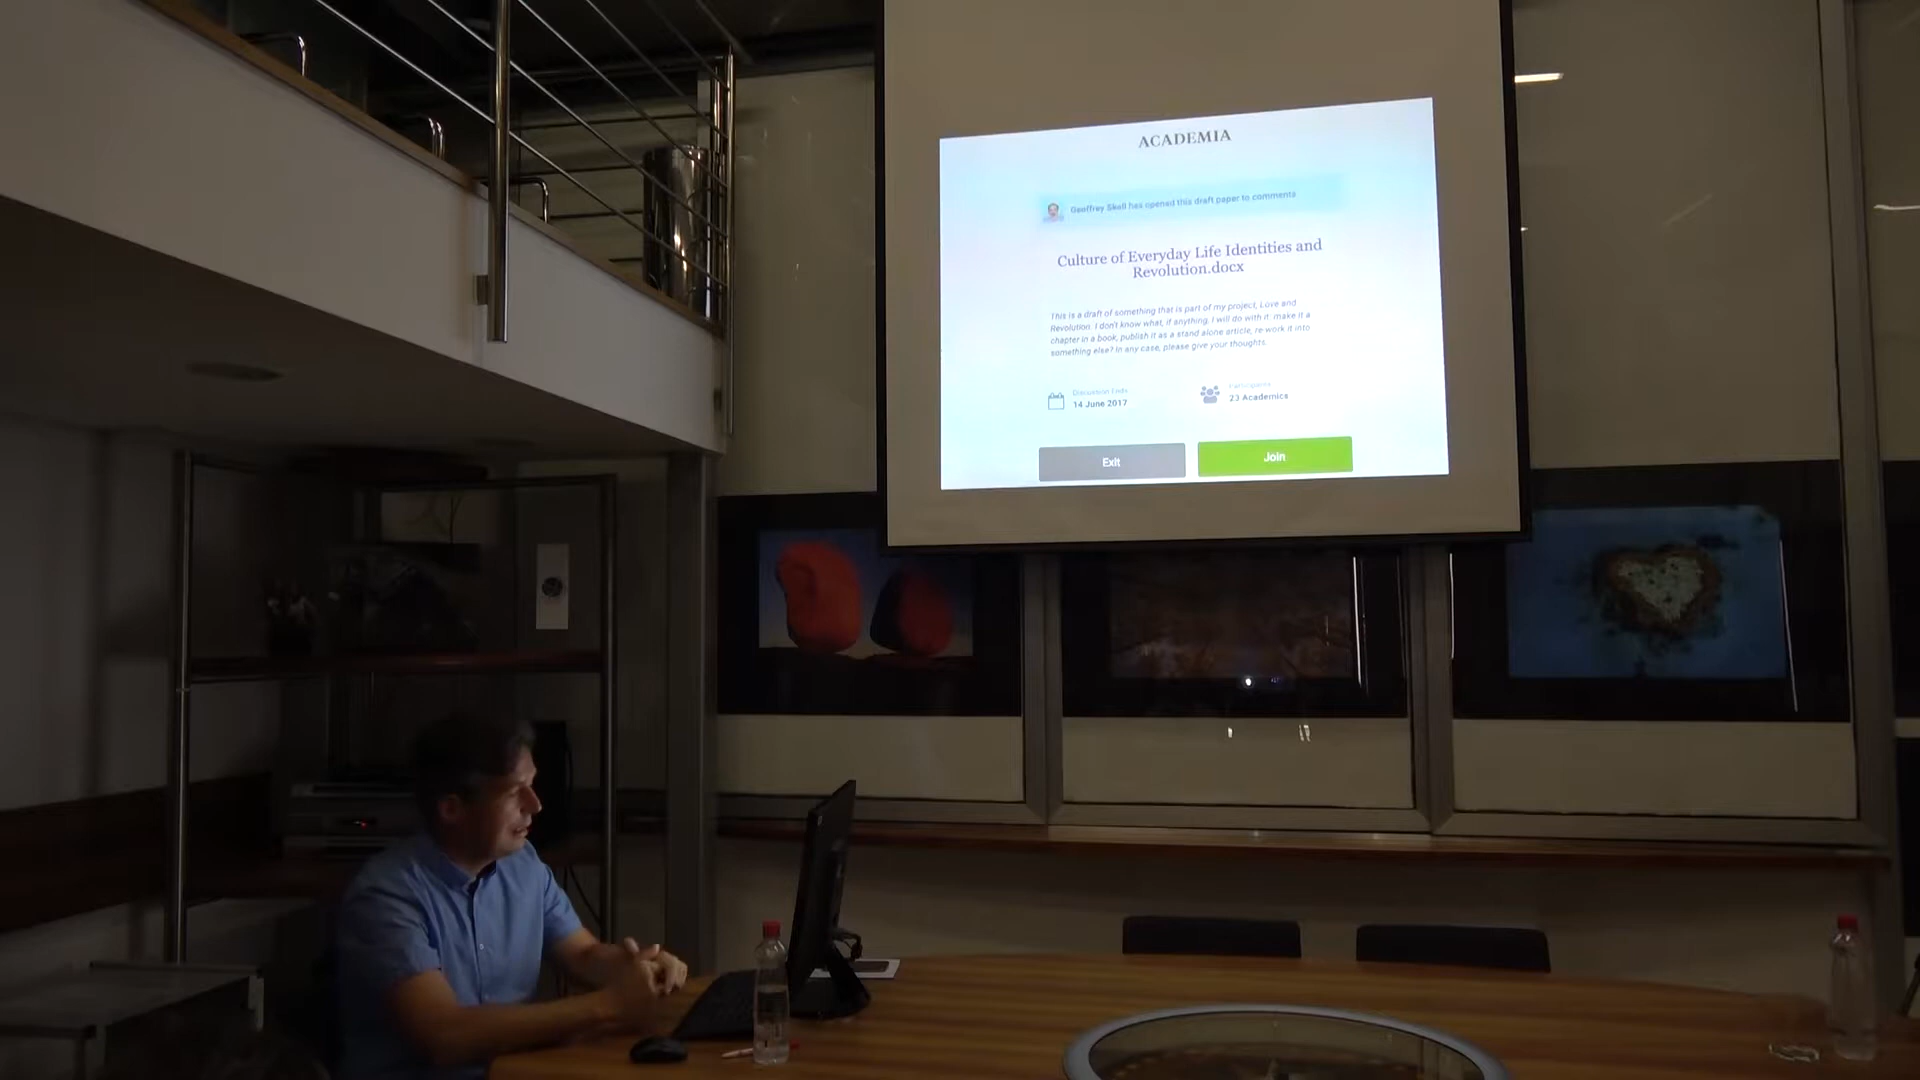 ACADEMIA
Geoffrey Skoll has opened this draft paper to comments
Culture of Everyday Life Identities and
Revolution.docx
This is a draft of something that is part of my project, Love and
Revolution. I don't know what, if anything, I will do with it: make it a
chapter in a book, publish it as a stand alone article, re work it into
something else? In any case, please give your thoughts.
Discussion Ends
14 June 2017
Participants
23 Academics
Exit
Join